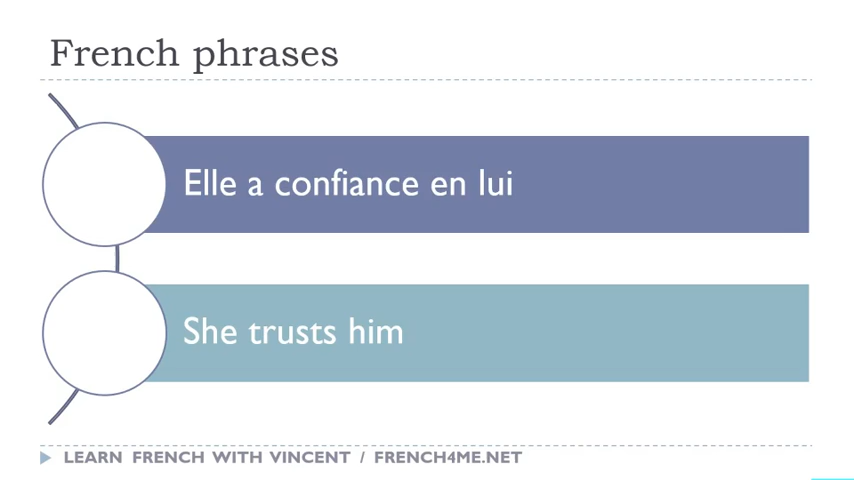 French phrases
Elle a confiance en lui
She trusts him
LEARN FRENCH WITH VINCENT / FRENCH4ME.NET